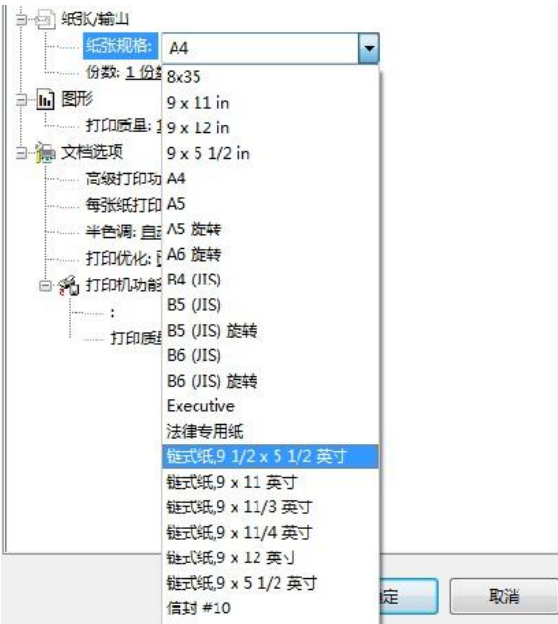 纸张/输出
纸张规格: A4
份数: 1 份
8x35
图形
9 x 11 in
打印质量:
9 x 12 in
文档选项
9 x 5 1/2 in
高级打印功
A4
每张纸打印
A5
半色调: 自
A5 旋转
打印优化:
A6 旋转
打印机功能
B4 (JIS)
:
B5 (JIS)
打印质
B5 (JIS) 旋转
B6 (JIS)
B6 (JIS) 旋转
Executive
法律专用纸
链式纸,9 1/2 x 5 1/2 英寸
链式纸,9 x 11 英寸
链式纸,9 x 11/3 英寸
链式纸,9 x 11/4 英寸
链式纸,9 x 12 英寸
链式纸,9 x 5 1/2 英寸
信封 #10
定
取消